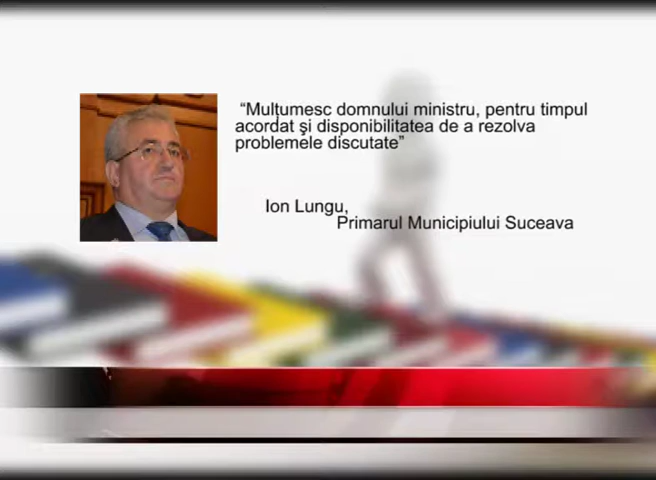 “Mulţumesc domnului ministru, pentru timpul
acordat şi disponibilitatea de a rezolva
problemele discutate”
Ion Lungu,
Primarul Municipiului Suceava